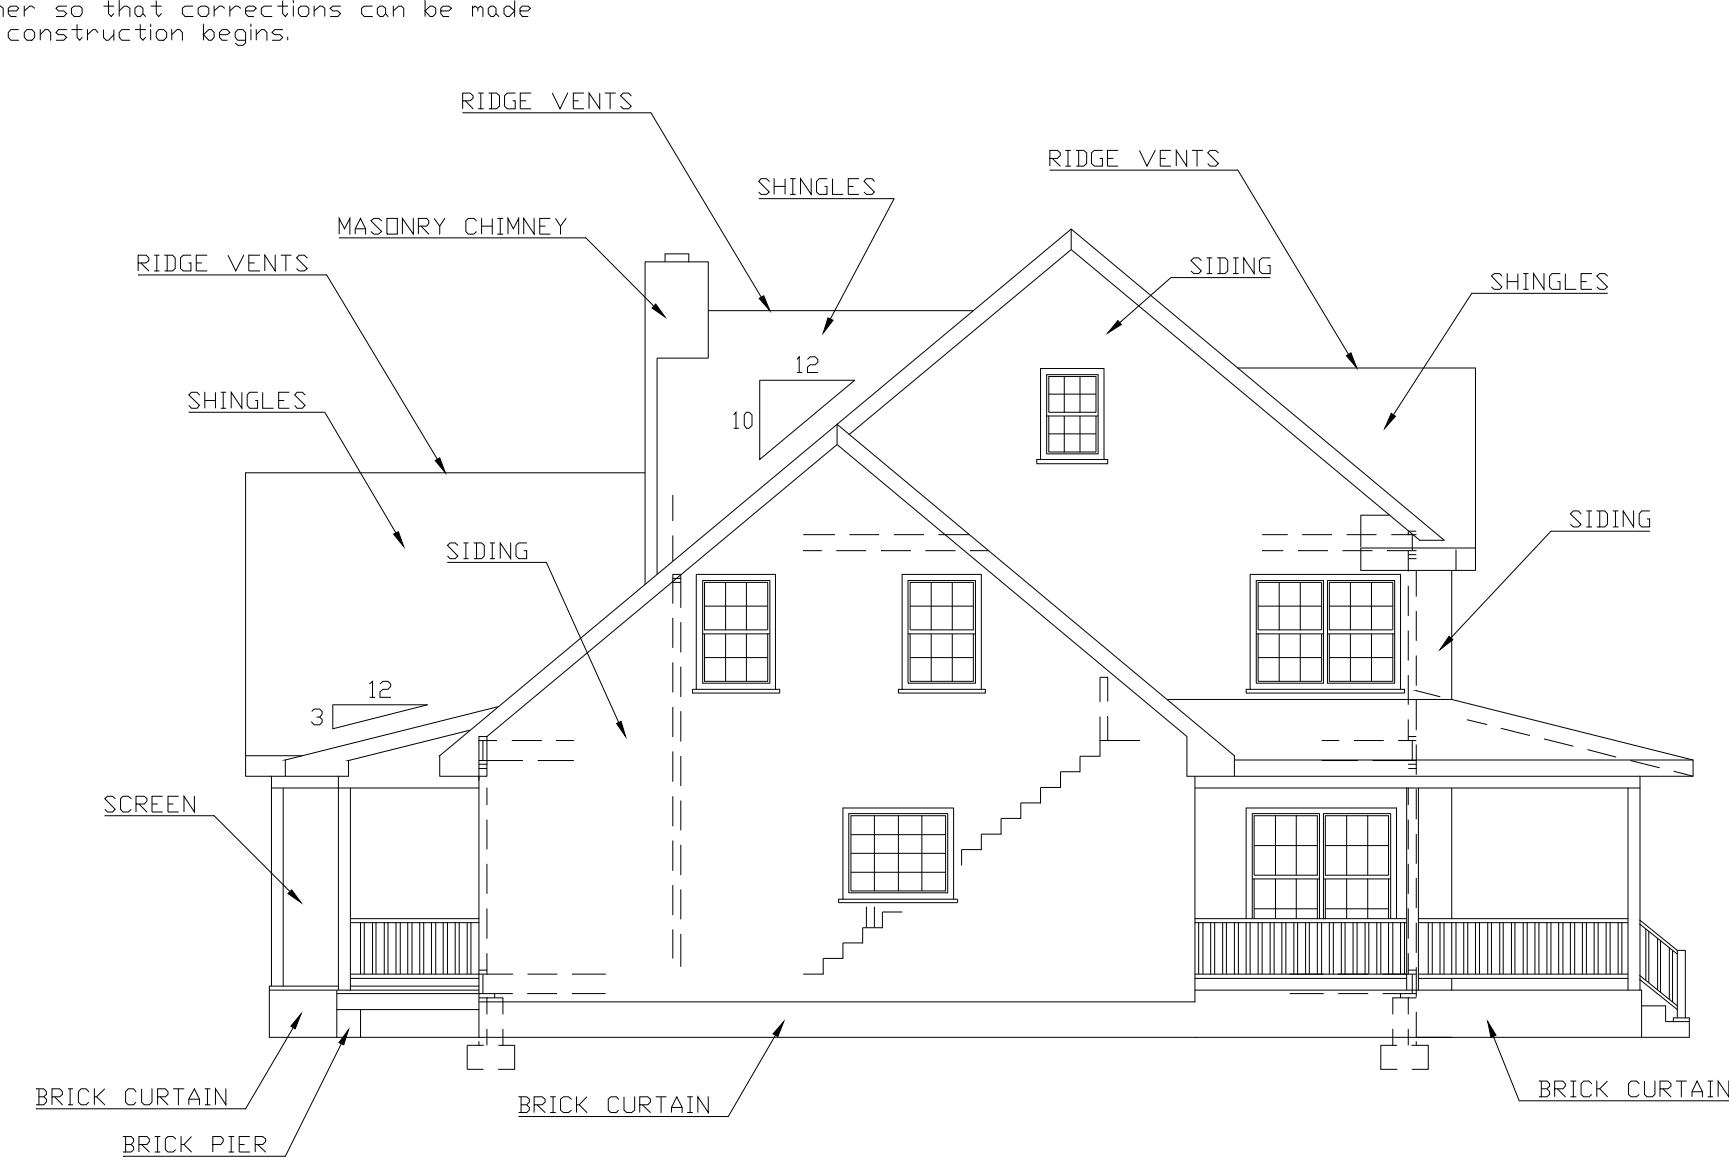 so that corrections can be made
construction begins.
RIDGE VENTS
RIDGE VENTS
SHINGLES
MASONRY CHIMNEY
RIDGE VENTS
SIDING
SHINGLES
12
10
SHINGLES
SIDING
SIDING
12
3
SCREEN
BRICK CURTAIN
BRICK CURTAIN
BRICK CURTAIN
BRICK PIER